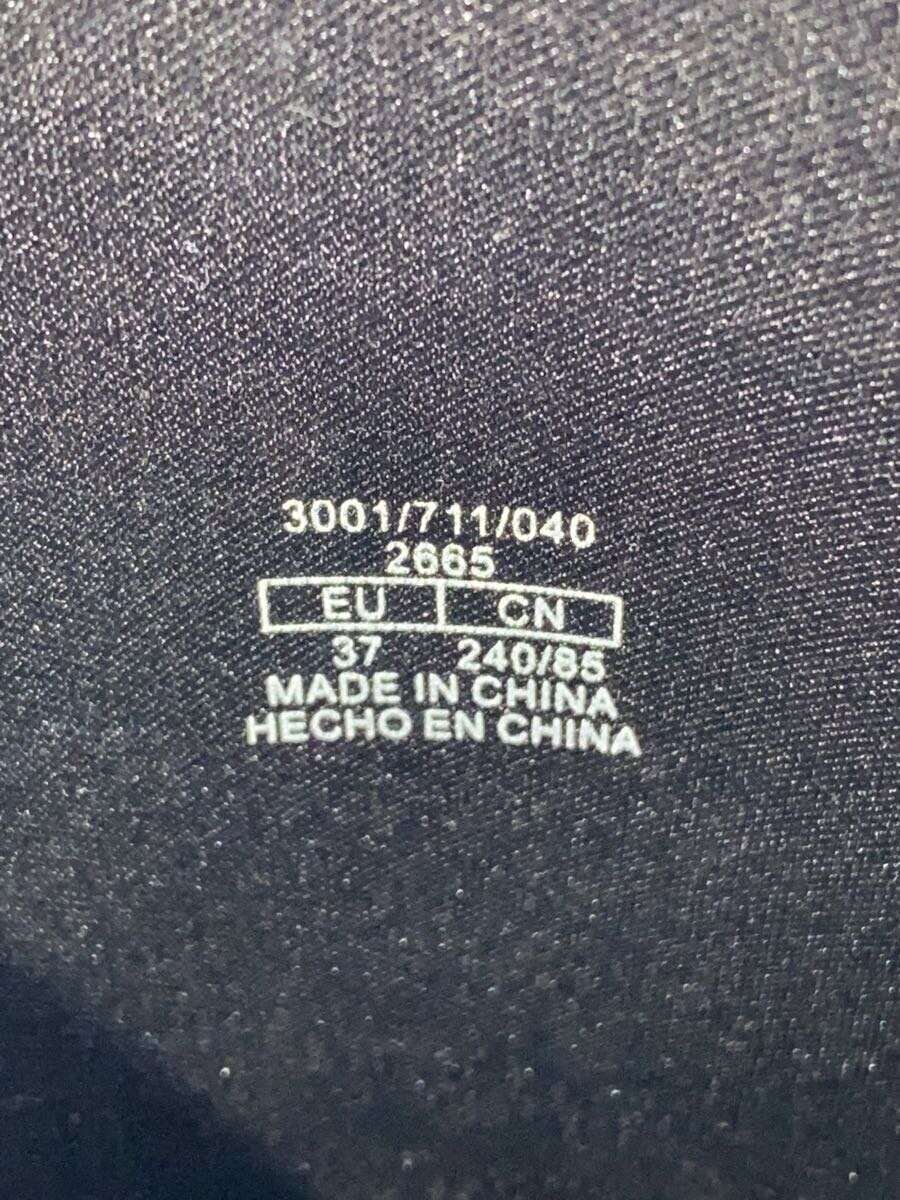 3001/711/040
2665
EU CN
37 240/85
MADE IN CHINA
HECHO EN CHINA